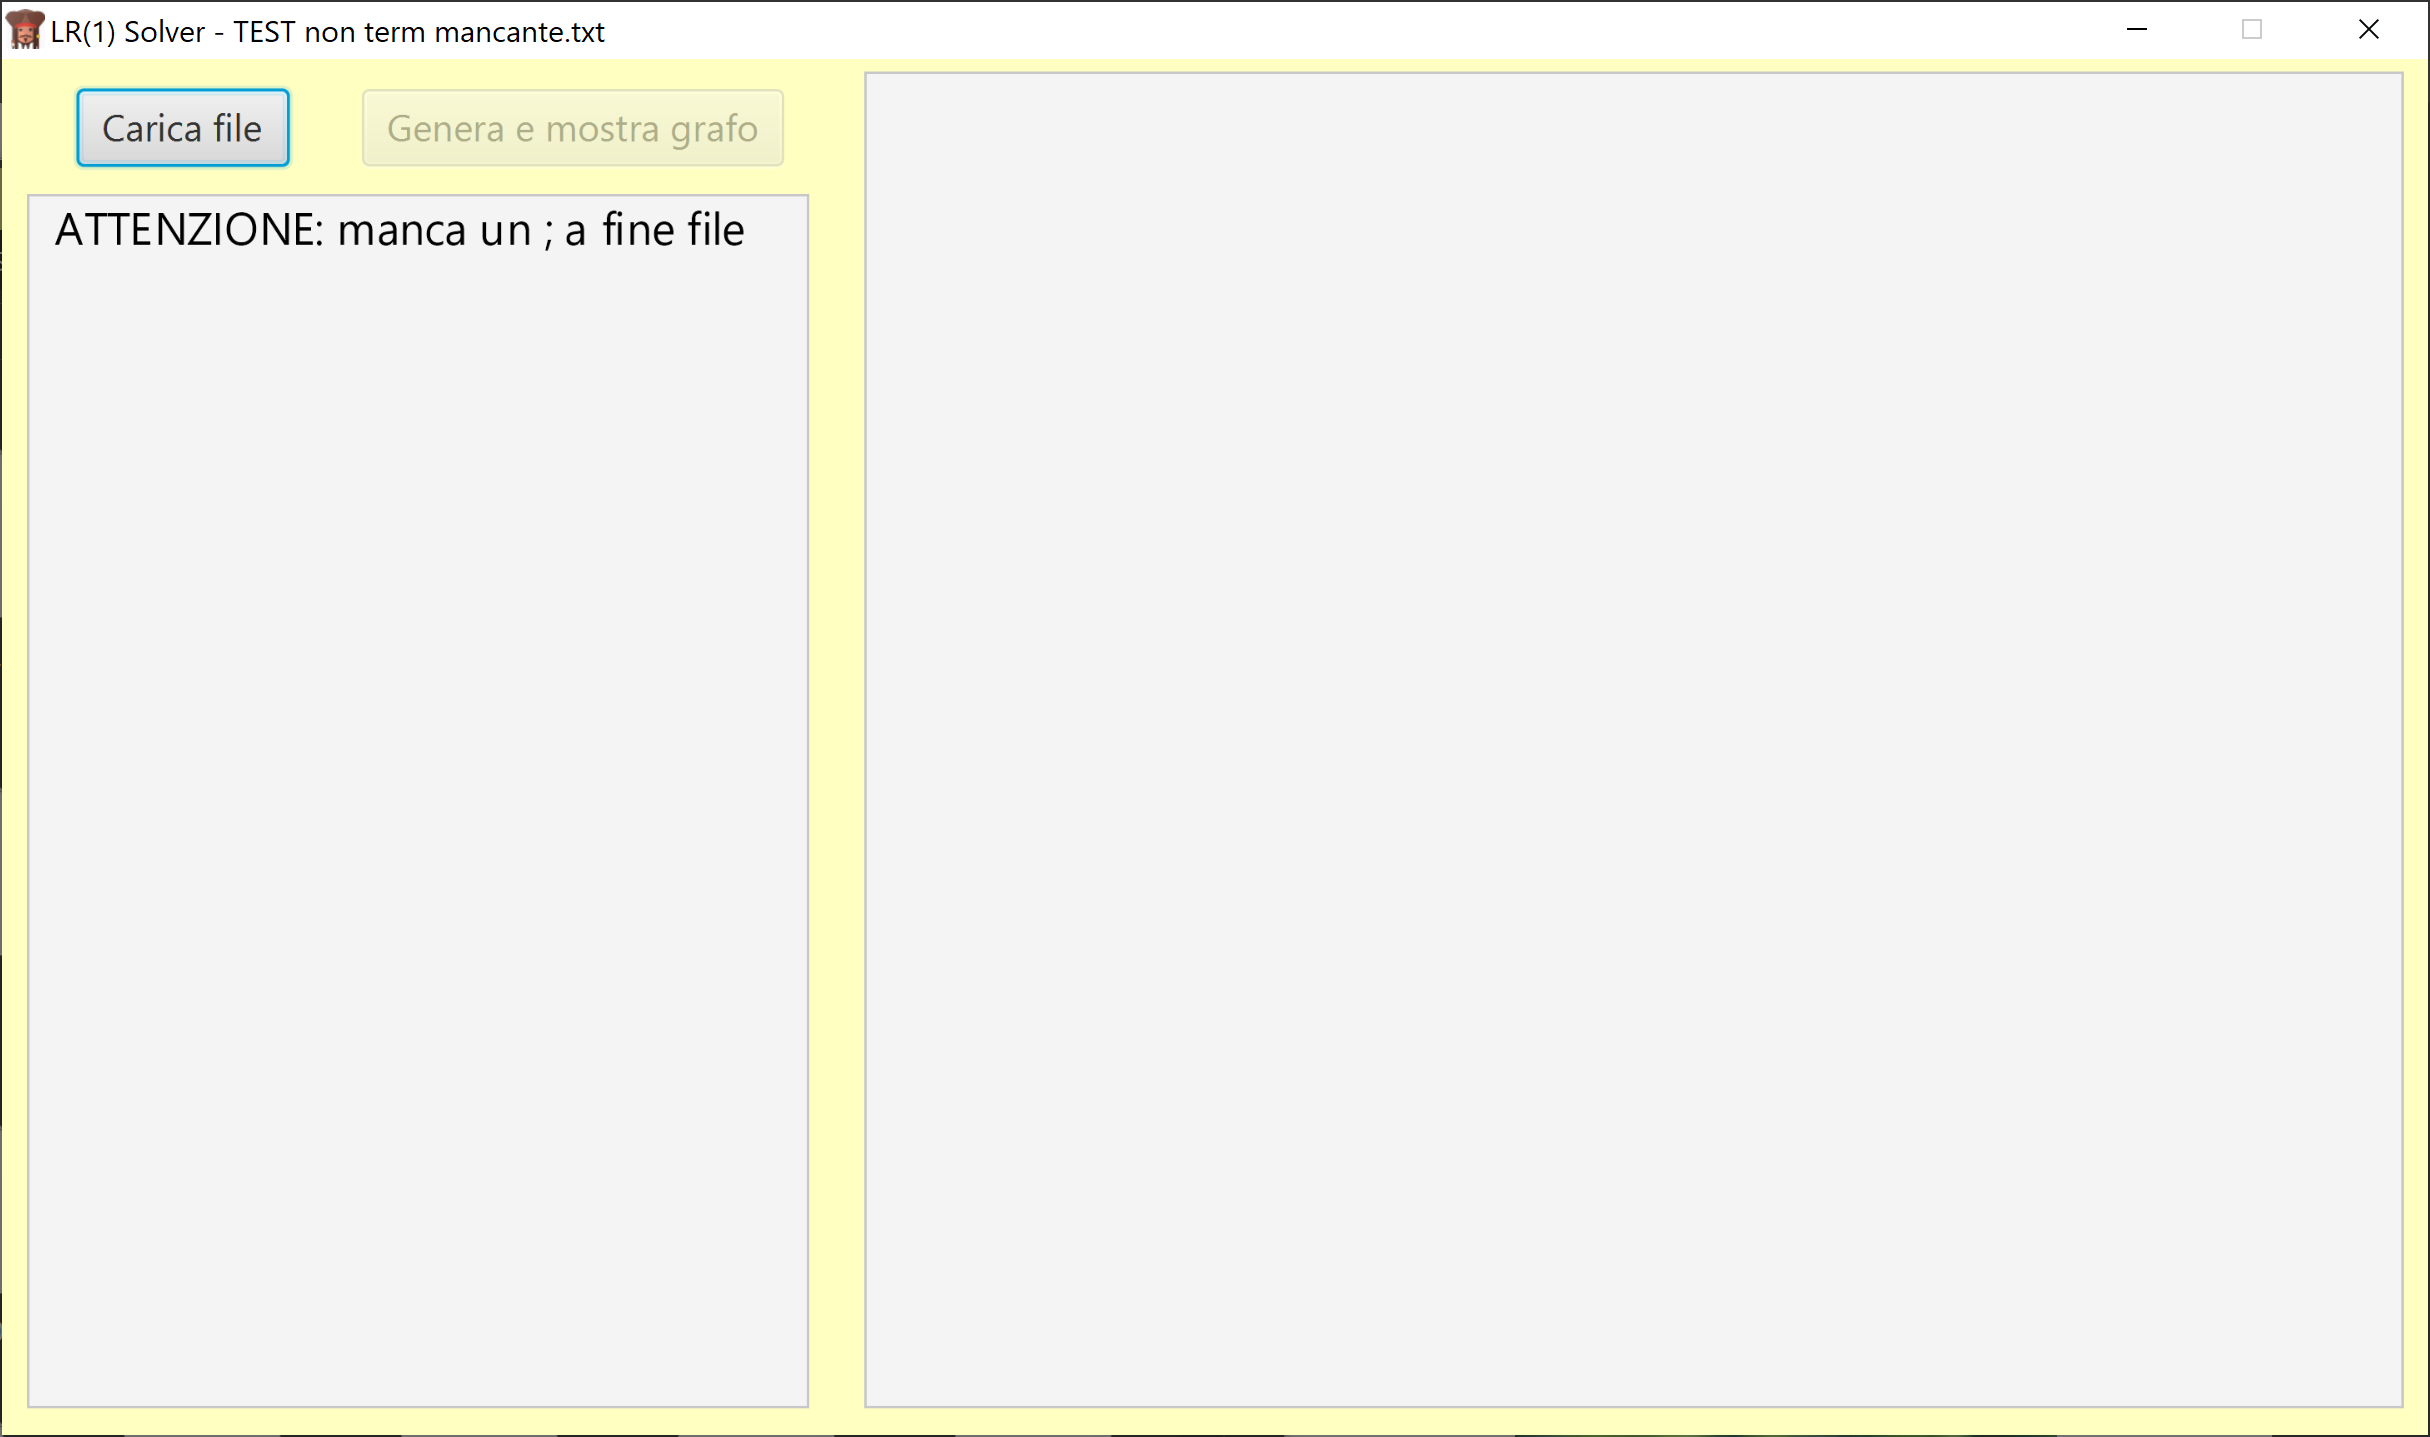 LR(1) Solver - TEST non term mancante.txt
Carica file
Genera e mostra grafo
ATTENZIONE: manca un ; a fine file